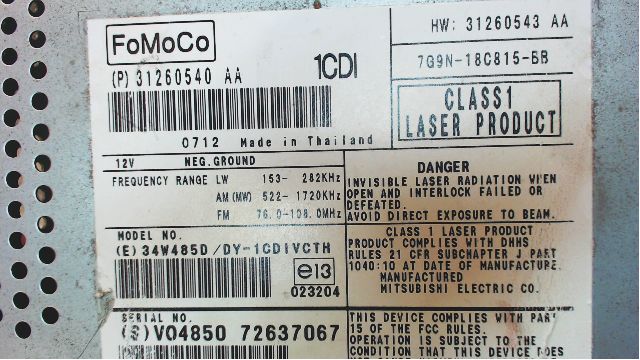 FoMoCo
(P) 31260540 AA
1CDI
HW: 31260543 AA
7G9N-18C815-BB
CLASS1
LASER PRODUCT
0712 Made in Thailand
12V NEG.GROUND
FREQUENCY RANGE LW 153- 282KHz
AM (MW) 522- 1720KHz
FM 76.0-108.0MHz
DANGER
INVISIBLE LASER RADIATION WHEN
OPEN AND INTERLOCK FAILED OR
DEFEATED.
AVOID DIRECT EXPOSURE TO BEAM.
MODEL NO.
(E) 34W485D/DY-1CDIVCTH
e13
023204
CLASS 1 LASER PRODUCT
PRODUCT COMPLIES WITH DHHS
RULES 21 CFR SUBCHAPTER J PART
1040:10 AT DATE OF MANUFACTURE.
MANUFACTURED
MITSUBISHI ELECTRIC CO.
SERIAL NO.
(S)V04850 72637067
THIS DEVICE COMPLIES WITH PART
15 OF THE FCC RULES.
OPERATION IS SUBJECT TO THE
CONDITION THAT THIS DEVICE DOES